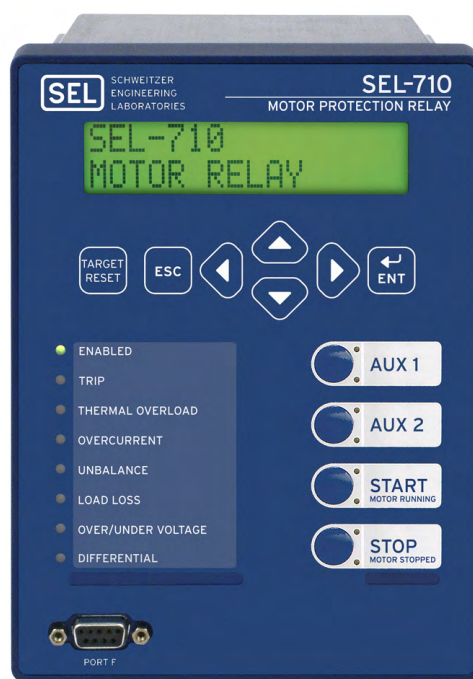 SEL
SCHWEITZER
ENGINEERING
LABORATORIES
SEL-710
MOTOR PROTECTION RELAY
SEL-710
MOTOR RELAY
TARGET
RESET
ESC
ENT
ENABLED
TRIP
THERMAL OVERLOAD
OVERCURRENT
UNBALANCE
LOAD LOSS
OVER/UNDER VOLTAGE
DIFFERENTIAL
AUX 1
AUX 2
START
MOTOR RUNNING
STOP
MOTOR STOPPED
PORT F